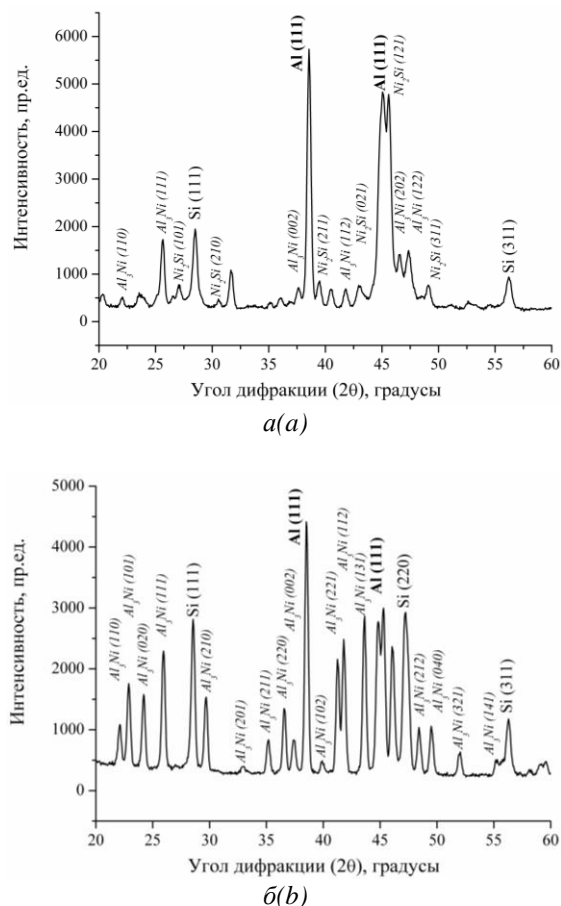 Интенсивность, пр.ед.
6000
5000
4000
3000
2000
1000
0
Al₃Ni (110)
Al₃Ni (111)
Ni₂Si (101)
Si (111)
Ni₂Si (210)
Al₃Ni (002)
Al (111)
Ni₂Si (211)
Al₃Ni (112)
Ni₂Si (021)
Al (111)
Ni₂Si (121)
Al₃Ni (202)
Al₃Ni (122)
Ni₂Si (311)
Si (311)
20 25 30 35 40 45 50 55 60
Угол дифракции (2θ), градусы
а(a)
Интенсивность, пр.ед.
5000
4000
3000
2000
1000
0
Al₃Ni (110)
Al₃Ni (101)
Al₃Ni (020)
Al₃Ni (111)
Si (111)
Al₃Ni (210)
Al₃Ni (201)
Al₃Ni (211)
Al₃Ni (220)
Al₃Ni (002)
Al (111)
Al₃Ni (102)
Al₃Ni (221)
Al₃Ni (112)
Al₃Ni (131)
Al (111)
Si (220)
Al₃Ni (212)
Al₃Ni (040)
Al₃Ni (321)
Al₃Ni (141)
Si (311)
20 25 30 35 40 45 50 55 60
Угол дифракции (2θ), градусы
б(b)